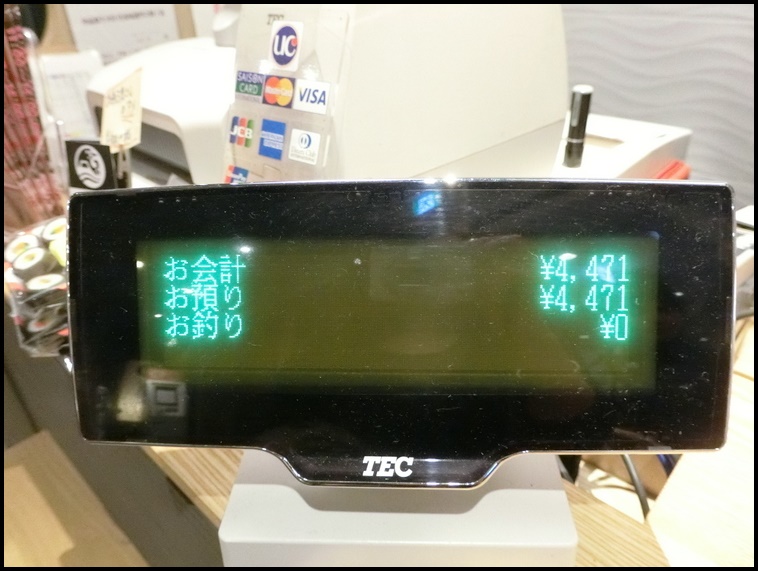 TEC
UC
SAISON CARD
MasterCard
VISA
JCB
AMERICAN EXPRESS
お会計 ¥4,471
お預り ¥4,471
お釣り ¥0
TEC